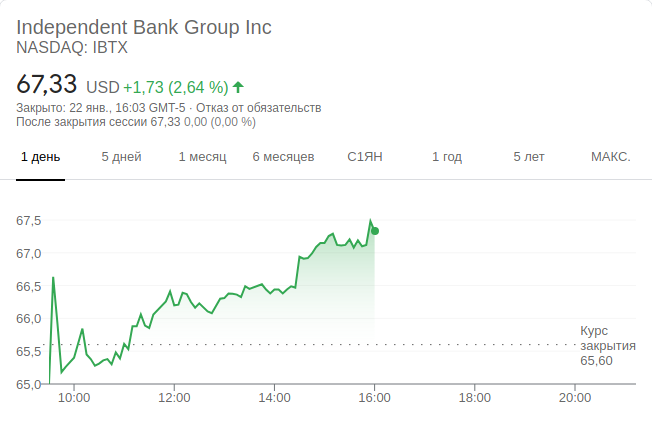 Independent Bank Group Inc
NASDAQ: IBTX
67,33 USD +1,73 (2,64 %)
Закрыто: 22 янв., 16:03 GMT-5 · Отказ от обязательств
После закрытия сессии 67,33 0,00 (0,00 %)
1 день 5 дней 1 месяц 6 месяцев С1ЯН 1 год 5 лет МАКС.
67,5
67,0
66,5
66,0
65,5
65,0
Курс
закрытия
65,60
10:00 12:00 14:00 16:00 18:00 20:00